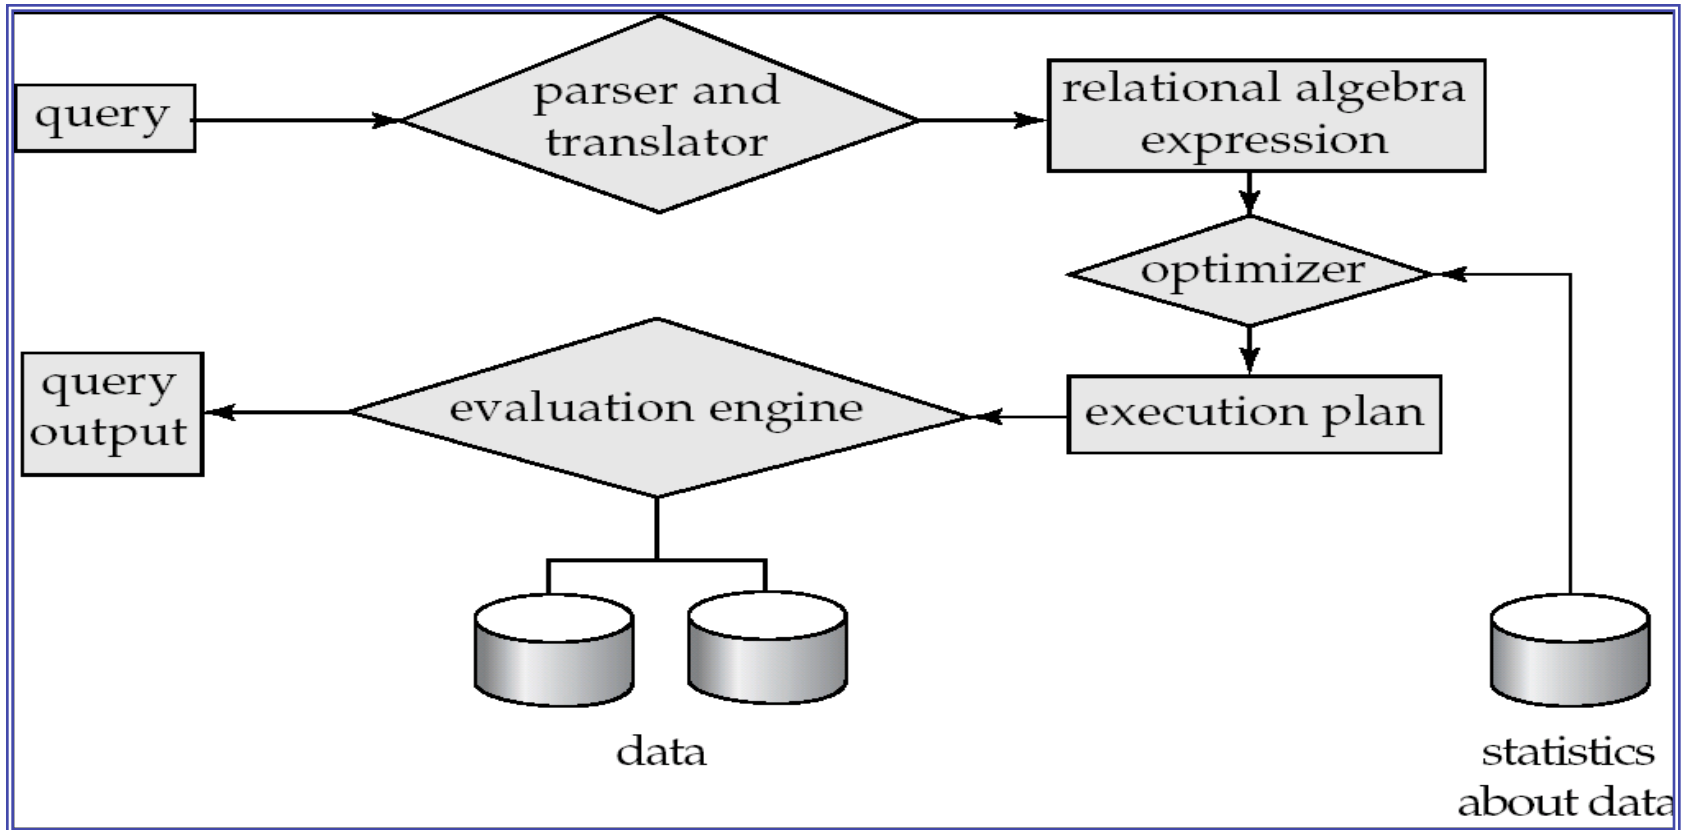 query
parser and
translator
relational algebra
expression
optimizer
query
output
evaluation engine
execution plan
data
statistics
about data